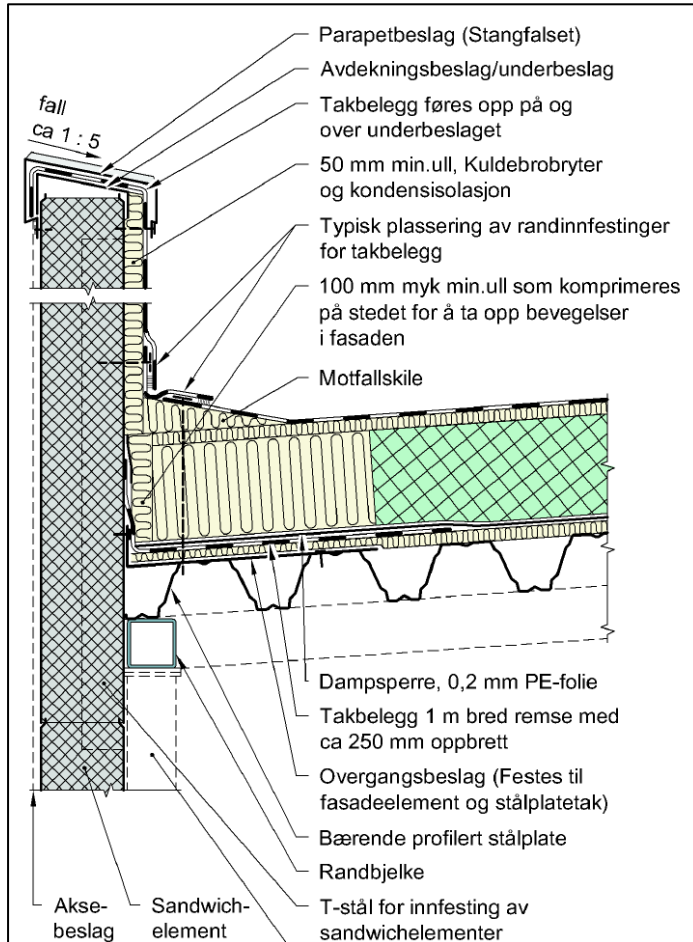 Parapetbeslag (Stangfalset)
Avdekningsbeslag/underbeslag
fall
ca 1 : 5
Takbelegg føres opp på og
over underbeslaget
50 mm min.ull, Kuldebrobryter
og kondensisolasjon
Typisk plassering av randinnfestinger
for takbelegg
100 mm myk min.ull som komprimeres
på stedet for å ta opp bevegelser
i fasaden
Motfallskile
Dampsperre, 0,2 mm PE-folie
Takbelegg 1 m bred remse med
ca 250 mm oppbrett
Overgangsbeslag (Festes til
fasadeelement og stålplatetak)
Bærende profilert stålplate
Randbjelke
T-stål for innfesting av
sandwichelementer
Akse-
beslag
Sandwich-
element